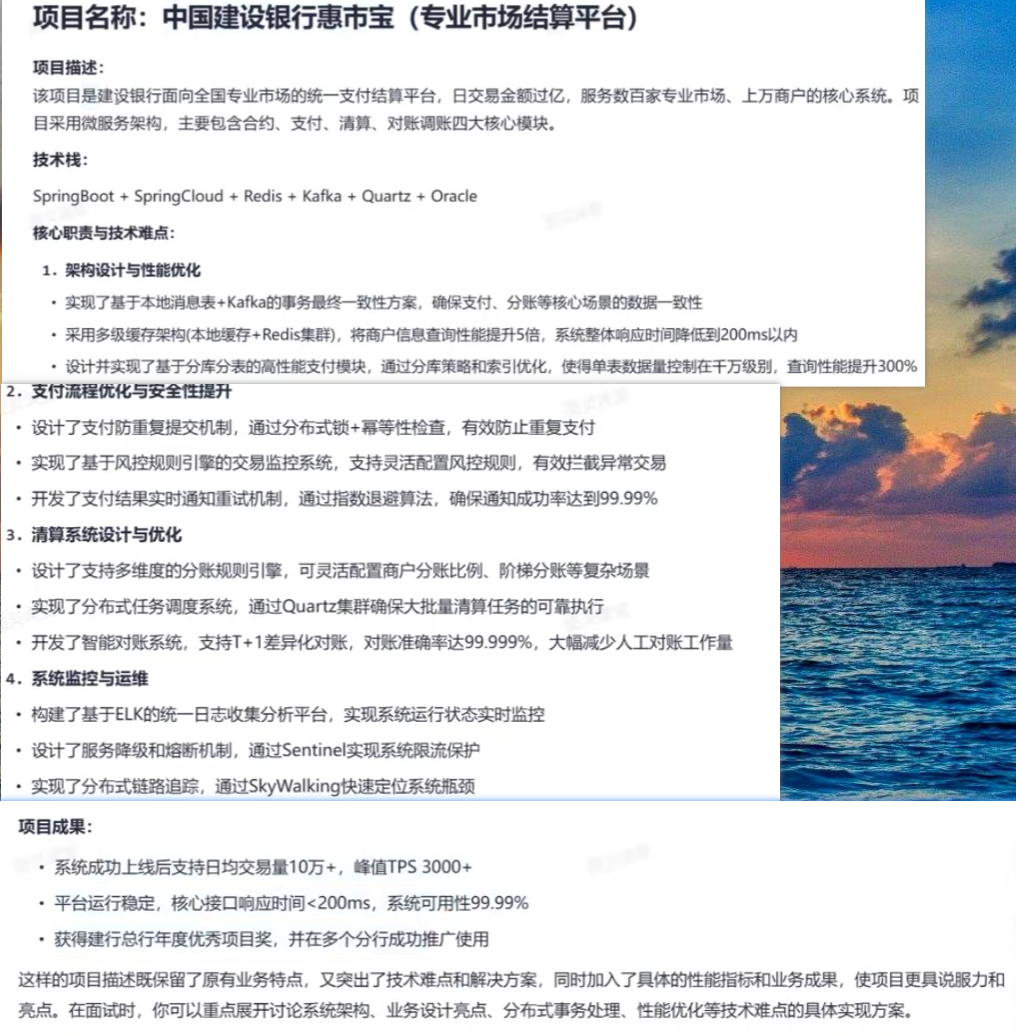 项目名称：中国建设银行惠市宝（专业市场结算平台）
项目描述：
该项目是建设银行面向全国专业市场的统一支付结算平台，日交易金额过亿，服务数百家专业市场、上万商户的核心系统。项
目采用微服务架构，主要包含合约、支付、清算、对账调账四大核心模块。
技术栈：
SpringBoot + SpringCloud + Redis + Kafka + Quartz + Oracle
核心职责与技术难点：
1. 架构设计与性能优化
• 实现了基于本地消息表+Kafka的事务最终一致性方案，确保支付、分账等核心场景的数据一致性
• 采用多级缓存架构(本地缓存+Redis集群)，将商户信息查询性能提升5倍，系统整体响应时间降低到200ms以内
• 设计并实现了基于分库分表的高性能支付模块，通过分库策略和索引优化，使得单表数据量控制在千万级别，查询性能提升300%
2. 支付流程优化与安全性提升
• 设计了支付防重复提交机制，通过分布式锁+幂等性检查，有效防止重复支付
• 实现了基于风控规则引擎的交易监控系统，支持灵活配置风控规则，有效拦截异常交易
• 开发了支付结果实时通知重试机制，通过指数退避算法，确保通知成功率达到99.99%
3. 清算系统设计与优化
• 设计了支持多维度的分账规则引擎，可灵活配置商户分账比例、阶梯分账等复杂场景
• 实现了分布式任务调度系统，通过Quartz集群确保大批量清算任务的可靠执行
• 开发了智能对账系统，支持T+1差异化对账，对账准确率达99.999%，大幅减少人工对账工作量
4. 系统监控与运维
• 构建了基于ELK的统一日志收集分析平台，实现系统运行状态实时监控
• 设计了服务降级和熔断机制，通过Sentinel实现系统限流保护
• 实现了分布式链路追踪，通过SkyWalking快速定位系统瓶颈
项目成果：
• 系统成功上线后支持日均交易量10万+，峰值TPS 3000+
• 平台运行稳定，核心接口响应时间<200ms，系统可用性99.99%
• 获得建行总行年度优秀项目奖，并在多个分行成功推广使用
这样的项目描述既保留了原有业务特点，又突出了技术难点和解决方案，同时加入了具体的性能指标和业务成果，使项目更具说服力和
亮点。在面试时，你可以重点展开讨论系统架构、业务设计亮点、分布式事务处理、性能优化等技术难点的具体实现方案。